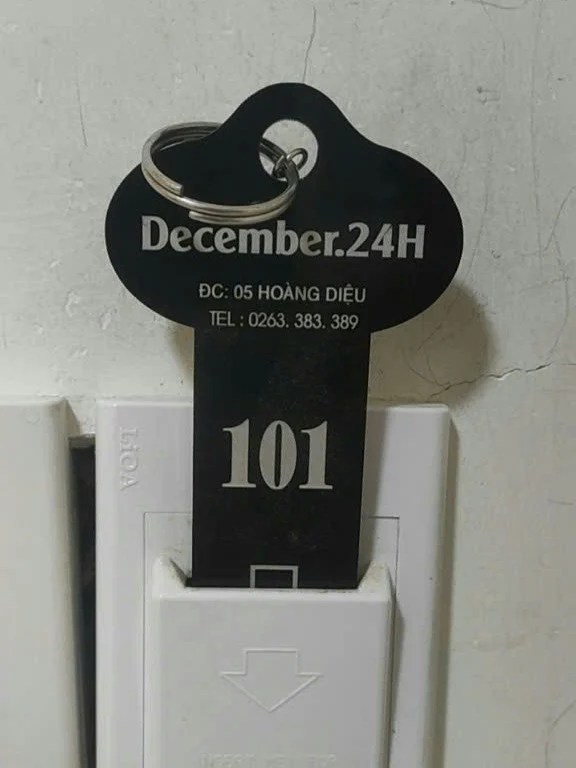 December.24H
ĐC: 05 HOÀNG DIỆU
TEL : 0263. 383. 389
101
LiOA